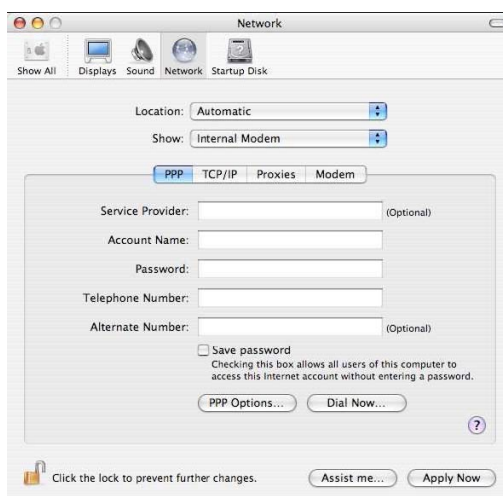 Network
Show All Displays Sound Network Startup Disk
Location: Automatic
Show: Internal Modem
PPP TCP/IP Proxies Modem
Service Provider: (Optional)
Account Name:
Password:
Telephone Number:
Alternate Number: (Optional)
Save password
Checking this box allows all users of this computer to
access this Internet account without entering a password.
PPP Options... Dial Now...
?
Click the lock to prevent further changes. Assist me... Apply Now